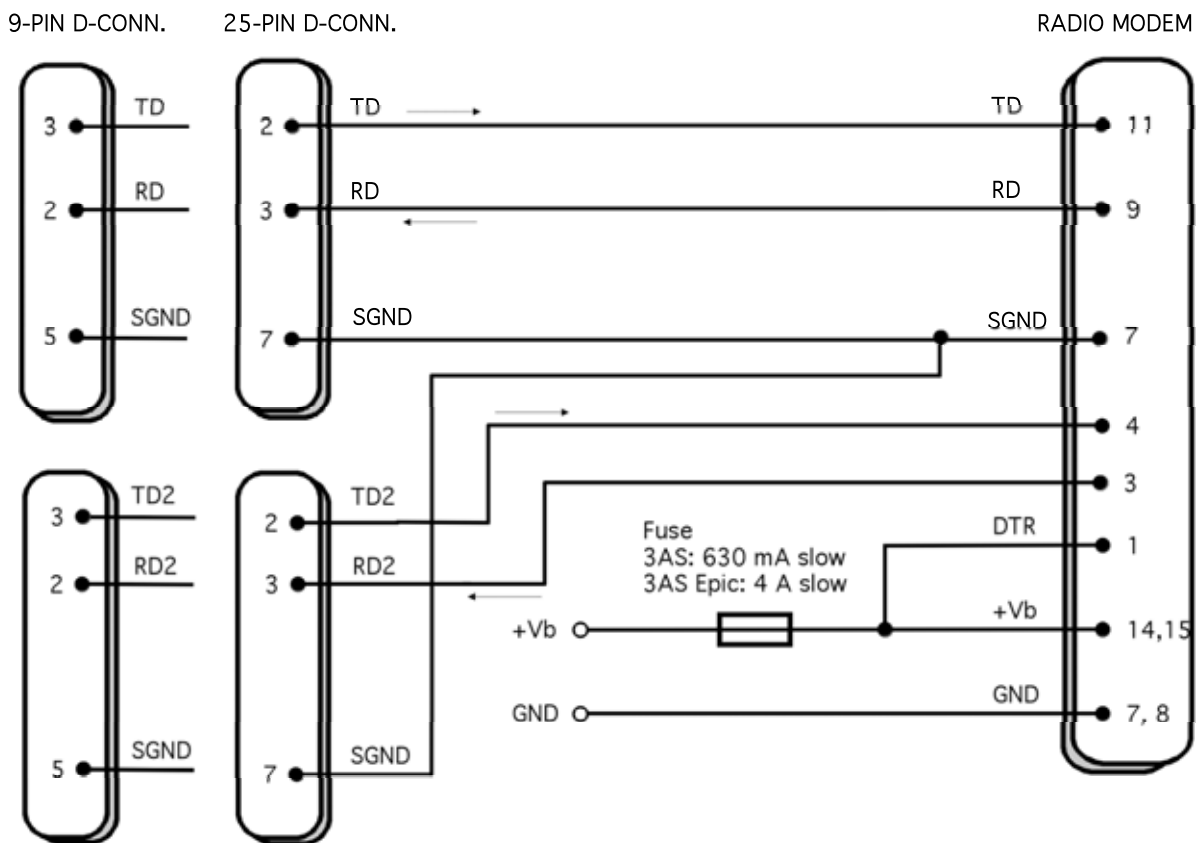 9-PIN D-CONN.
25-PIN D-CONN.
RADIO MODEM
3
TD
2
TD
TD
11
2
RD
3
RD
RD
9
5
SGND
7
SGND
SGND
7
4
3
3
TD2
2
TD2
Fuse
3AS: 630 mA slow
3AS Epic: 4 A slow
DTR
1
2
RD2
3
RD2
+Vb
+Vb
14,15
GND
GND
7, 8
5
SGND
7
SGND